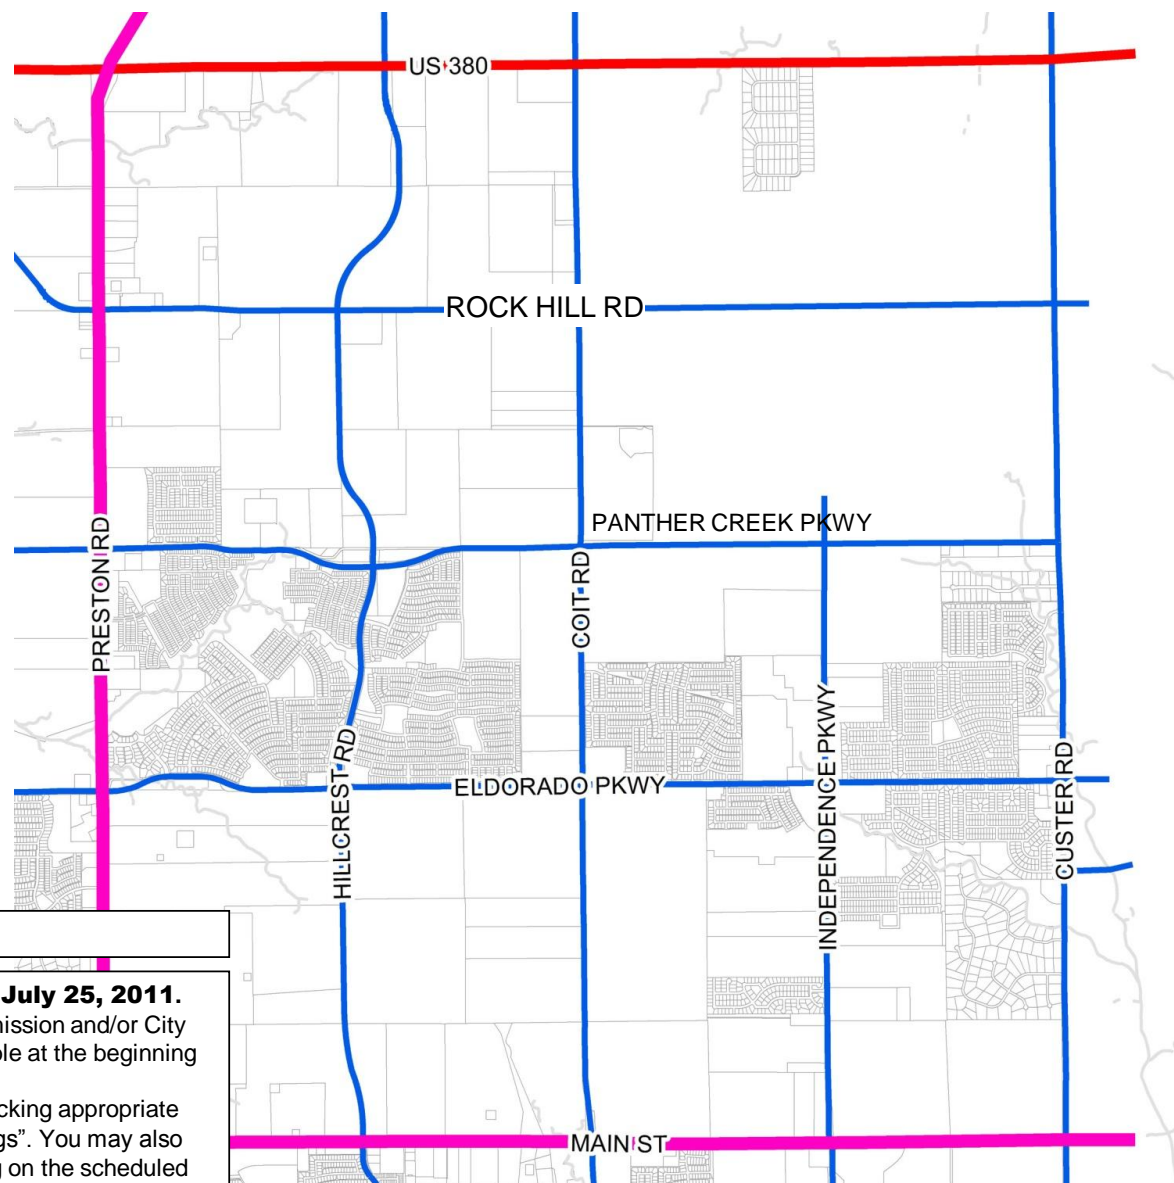 US 380
ROCK HILL RD
PANTHER CREEK PKWY
PRESTON RD
COIT RD
INDEPENDENCE PKWY
HILLCREST RD
ELDORADO PKWY
CUSTER RD
July 25, 2011.
nission and/or City
ble at the beginning
cking appropriate
gs”. You may also
g on the scheduled
MAIN ST